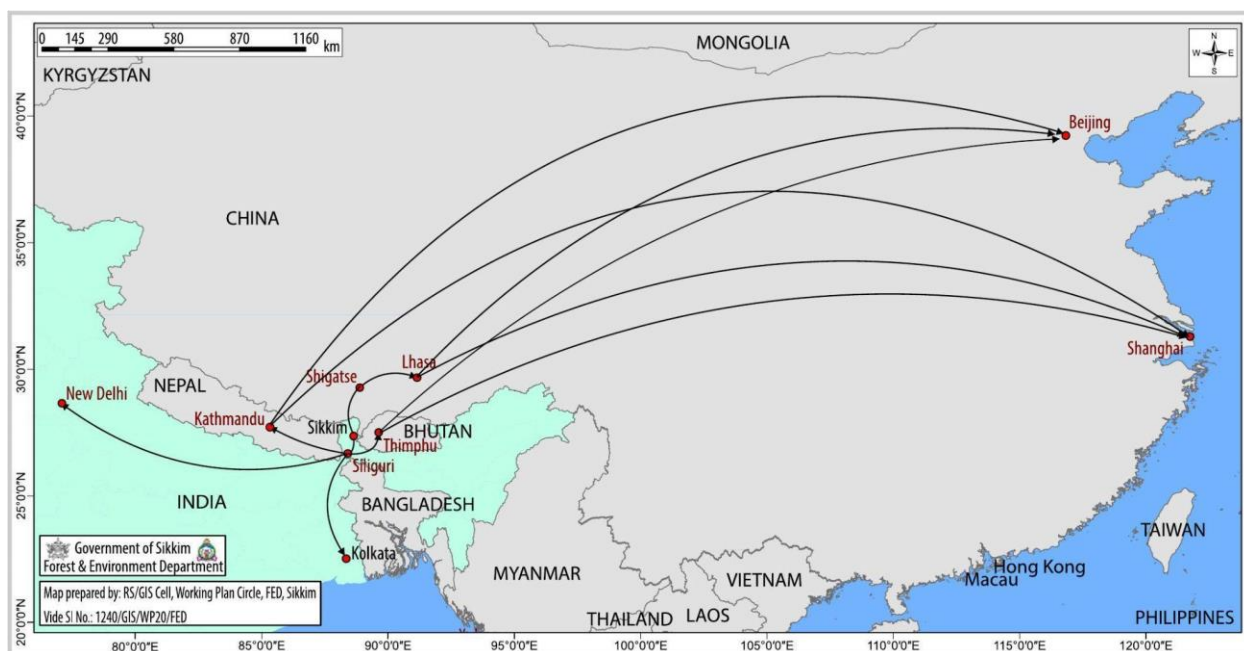 0 145 290 580 870 1160 km
MONGOLIA
N
W E
S
KYRGYZSTAN
40°0'0"N
Beijing
35°0'0"N
CHINA
30°0'0"N
Shanghai
Lhasa
Shigatse
NEPAL
New Delhi
Kathmandu
Sikkim
BHUTAN
Thimphu
Siliguri
25°0'0"N
INDIA
BANGLADESH
TAIWAN
Kolkata
Hong Kong
Macau
MYANMAR
VIETNAM
Government of Sikkim
Forest & Environment Department
Map prepared by: RS/GIS Cell, Working Plan Circle, FED, Sikkim
Vide Sl No.: 1240/GIS/WP20/FED
THAILAND
LAOS
PHILIPPINES
20°0'0"N
80°0'0"E 85°0'0"E 90°0'0"E 95°0'0"E 100°0'0"E 105°0'0"E 110°0'0"E 115°0'0"E 120°0'0"E